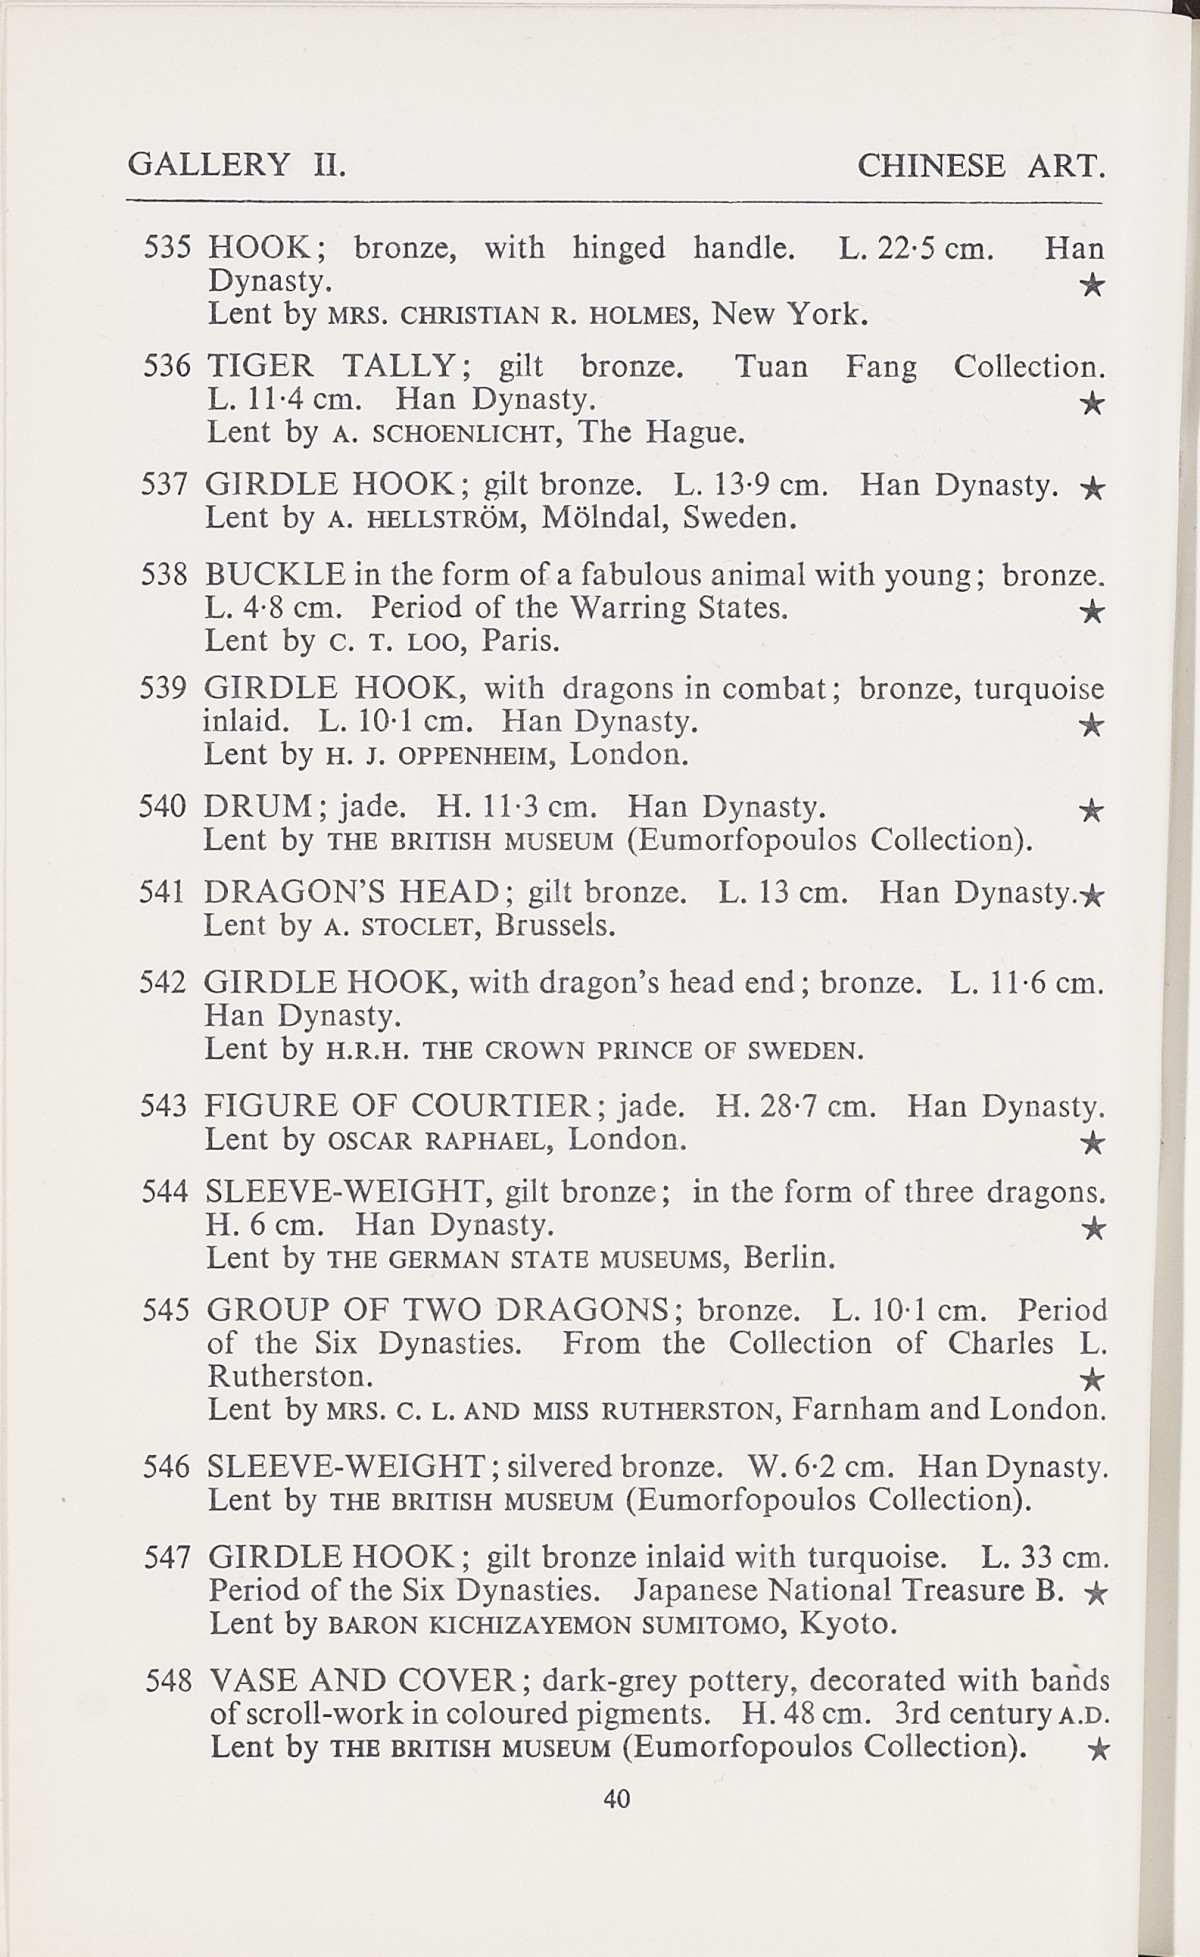 GALLERY II. CHINESE ART.
535 HOOK; bronze, with hinged handle. L. 22·5 cm. Han
Dynasty. ★
Lent by MRS. CHRISTIAN R. HOLMES, New York.
536 TIGER TALLY; gilt bronze. Tuan Fang Collection.
L. 11·4 cm. Han Dynasty. ★
Lent by A. SCHOENLICHT, The Hague.
537 GIRDLE HOOK; gilt bronze. L. 13·9 cm. Han Dynasty. ★
Lent by A. HELLSTRÖM, Mölndal, Sweden.
538 BUCKLE in the form of a fabulous animal with young; bronze.
L. 4·8 cm. Period of the Warring States. ★
Lent by C. T. LOO, Paris.
539 GIRDLE HOOK, with dragons in combat; bronze, turquoise
inlaid. L. 10·1 cm. Han Dynasty. ★
Lent by H. J. OPPENHEIM, London.
540 DRUM; jade. H. 11·3 cm. Han Dynasty. ★
Lent by THE BRITISH MUSEUM (Eumorfopoulos Collection).
541 DRAGON'S HEAD; gilt bronze. L. 13 cm. Han Dynasty.★
Lent by A. STOCLET, Brussels.
542 GIRDLE HOOK, with dragon's head end; bronze. L. 11·6 cm.
Han Dynasty.
Lent by H.R.H. THE CROWN PRINCE OF SWEDEN.
543 FIGURE OF COURTIER; jade. H. 28·7 cm. Han Dynasty.
Lent by OSCAR RAPHAEL, London. ★
544 SLEEVE-WEIGHT, gilt bronze; in the form of three dragons.
H. 6 cm. Han Dynasty. ★
Lent by THE GERMAN STATE MUSEUMS, Berlin.
545 GROUP OF TWO DRAGONS; bronze. L. 10·1 cm. Period
of the Six Dynasties. From the Collection of Charles L.
Rutherston. ★
Lent by MRS. C. L. AND MISS RUTHERSTON, Farnham and London.
546 SLEEVE-WEIGHT; silvered bronze. W. 6·2 cm. Han Dynasty.
Lent by THE BRITISH MUSEUM (Eumorfopoulos Collection).
547 GIRDLE HOOK; gilt bronze inlaid with turquoise. L. 33 cm.
Period of the Six Dynasties. Japanese National Treasure B. ★
Lent by BARON KICHIZAYEMON SUMITOMO, Kyoto.
548 VASE AND COVER; dark-grey pottery, decorated with bands
of scroll-work in coloured pigments. H. 48 cm. 3rd century A.D.
Lent by THE BRITISH MUSEUM (Eumorfopoulos Collection). ★
40